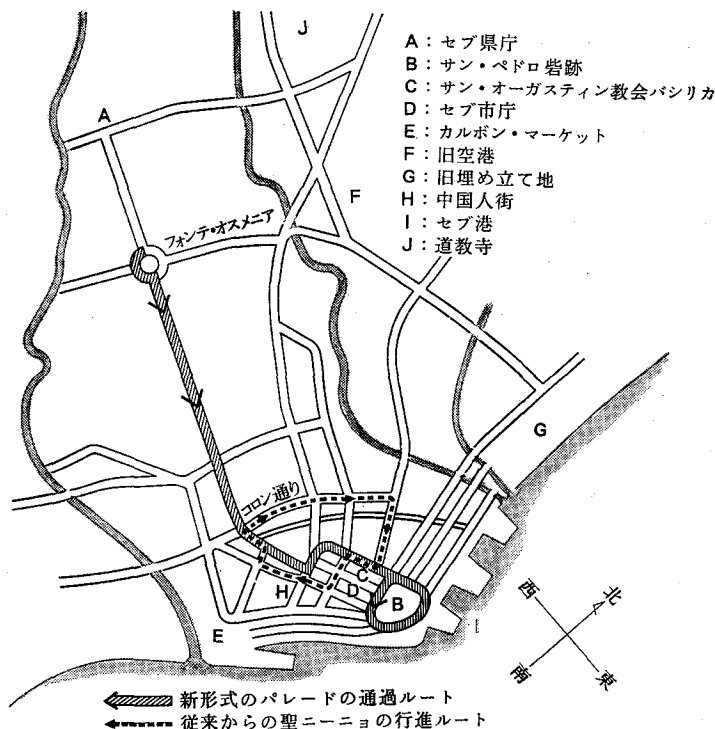 J
A：セブ県庁
B：サン・ペドロ砦跡
C：サン・オーガスティン教会バシリカ
D：セブ市庁
E：カルボン・マーケット
F：旧空港
G：旧埋め立て地
H：中国人街
I：セブ港
J：道教寺
A
F
フォンテ・オスメニア
G
コロン通り
C
H
D
B
E
I
西
北
南
東
新形式のパレードの通過ルート
従来からの聖ニーニョの行進ルート